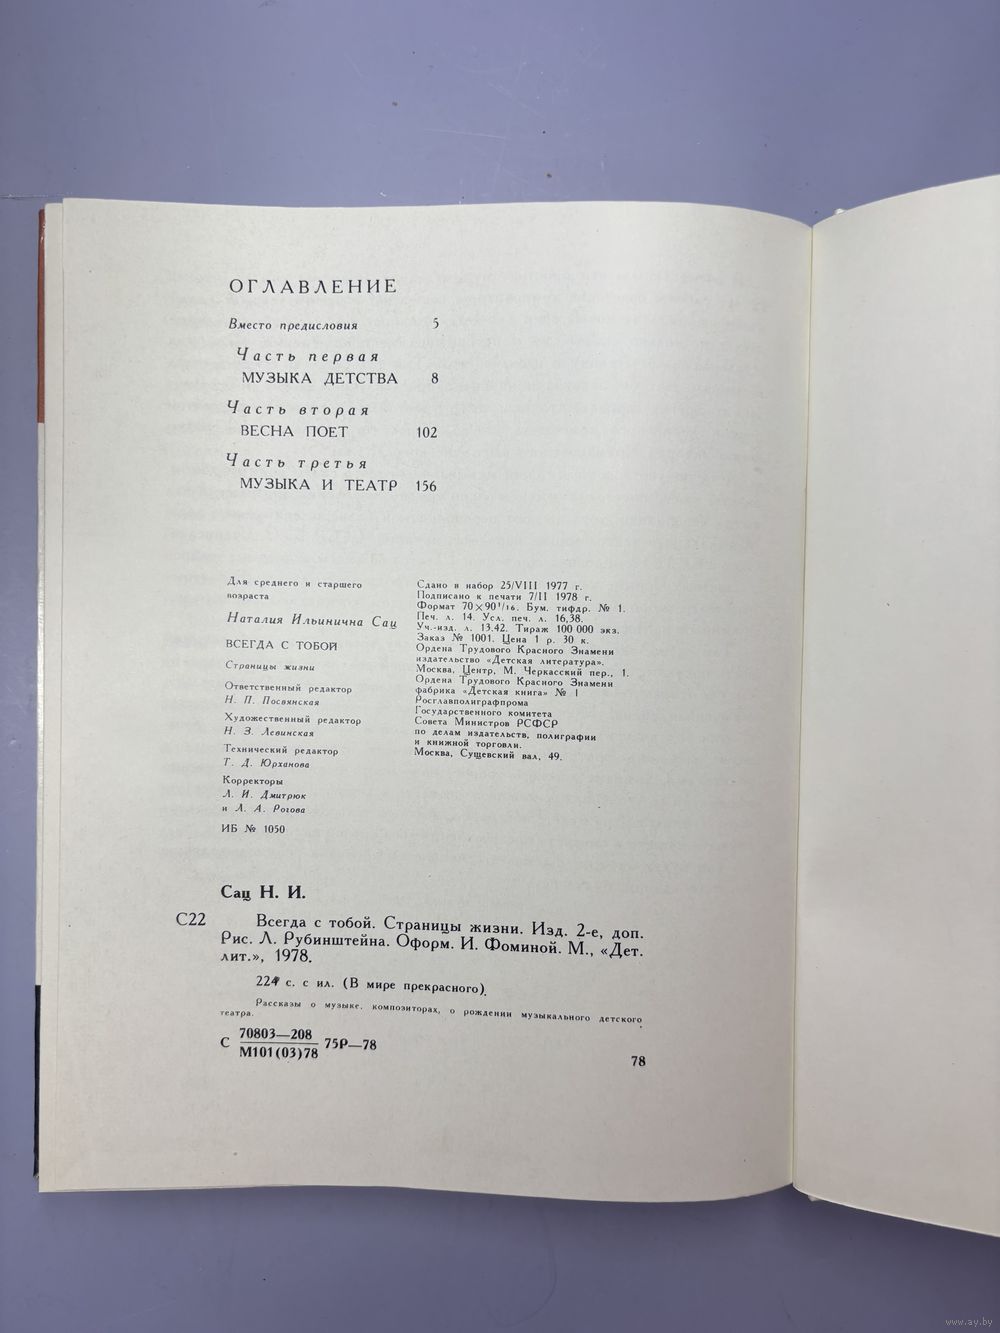 ОГЛАВЛЕНИЕ
Вместо предисловия 5
Часть первая
МУЗЫКА ДЕТСТВА 8
Часть вторая
ВЕСНА ПОЕТ 102
Часть третья
МУЗЫКА И ТЕАТР 156
Для среднего и старшего
возраста
Наталия Ильинична Сац
ВСЕГДА С ТОБОЙ
Страницы жизни
Ответственный редактор
Н. П. Посвянская
Художественный редактор
Н. З. Левинская
Технический редактор
Т. Д. Юрханова
Корректоры
Л. И. Дмитрюк
и Л. А. Рогова
ИБ № 1050
Сдано в набор 25/VIII 1977 г.
Подписано к печати 7/II 1978 г.
Формат 70×90 1/16. Бум. тифдр. № 1.
Печ. л. 14. Усл. печ. л. 16,38.
Уч.-изд. л. 13.42. Тираж 100 000 экз.
Заказ № 1001. Цена 1 р. 30 к.
Ордена Трудового Красного Знамени
издательство «Детская литература».
Москва, Центр, М. Черкасский пер., 1.
Ордена Трудового Красного Знамени
фабрика «Детская книга» № 1
Росглавполиграфпрома
Государственного комитета
Совета Министров РСФСР
по делам издательств, полиграфии
и книжной торговли.
Москва, Сущевский вал, 49.
Сац Н. И.
С22 Всегда с тобой. Страницы жизни. Изд. 2-е, доп.
Рис. Л. Рубинштейна. Оформ. И. Фоминой. М., «Дет.
лит.», 1978.
224 с. с ил. (В мире прекрасного).
Рассказы о музыке, композиторах, о рождении музыкального детского
театра.
С 70803—208 75Р—78
М101(03)78
78
www.ay.by